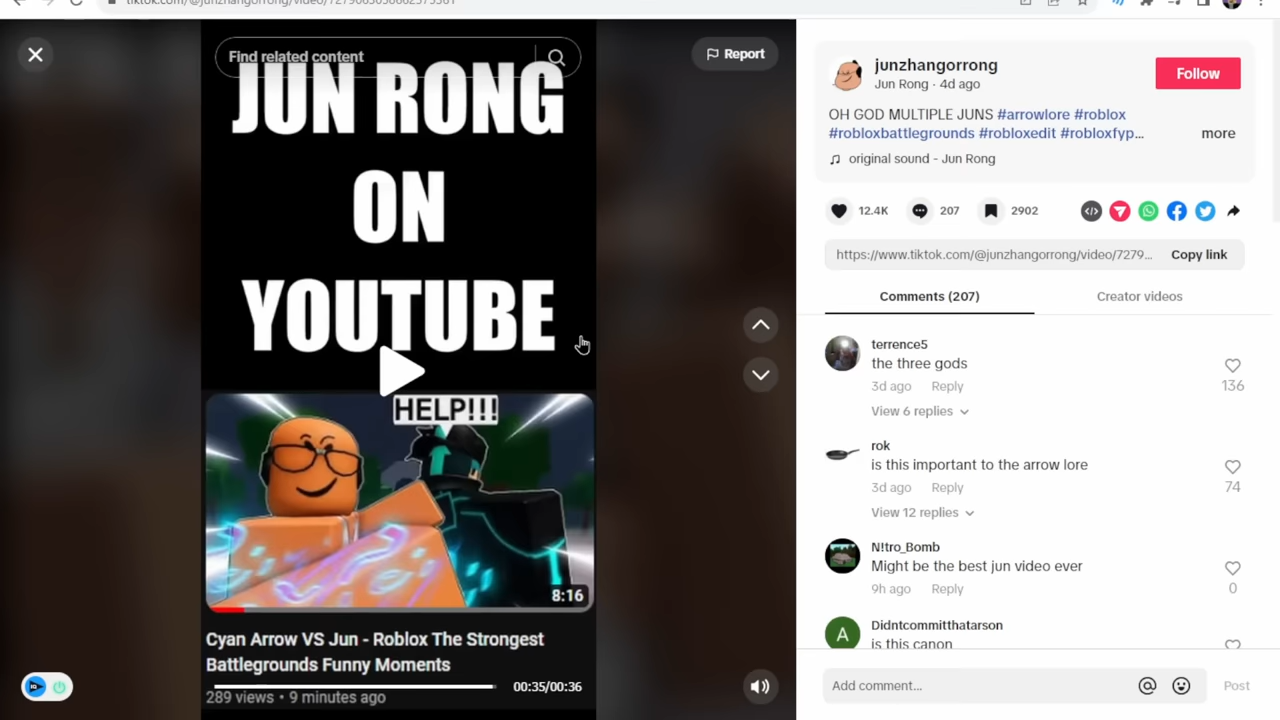 Find related content
Report
JUN RONG
ON
YOUTUBE
HELP!!!
8:16
Cyan Arrow VS Jun - Roblox The Strongest
Battlegrounds Funny Moments
289 views • 9 minutes ago
00:35/00:36
junzhangorrong
Jun Rong · 4d ago
Follow
OH GOD MULTIPLE JUNS #arrowlore #roblox
#robloxbattlegrounds #robloxedit #robloxfyp...
more
original sound - Jun Rong
12.4K
207
2902
https://www.tiktok.com/@junzhangorrong/video/7279...
Copy link
Comments (207)
Creator videos
terrence5
the three gods
136
3d ago Reply
View 6 replies
rok
is this important to the arrow lore
74
3d ago Reply
View 12 replies
N!tro_Bomb
Might be the best jun video ever
0
9h ago Reply
A
Didntcommitthatarson
is this canon
Add comment...
@
Post